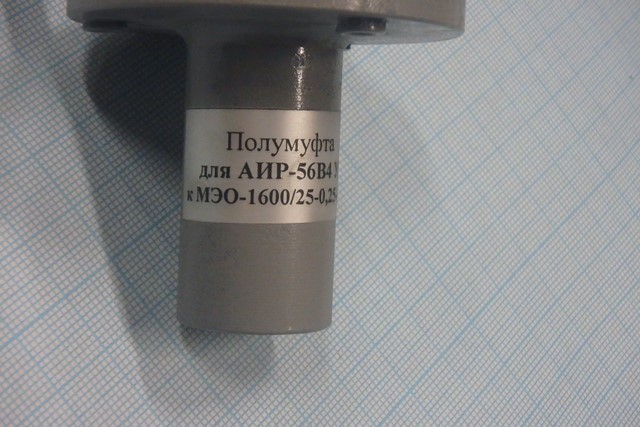 Полумуфта
для АИР-56В4
к МЭО-1600/25-0,25